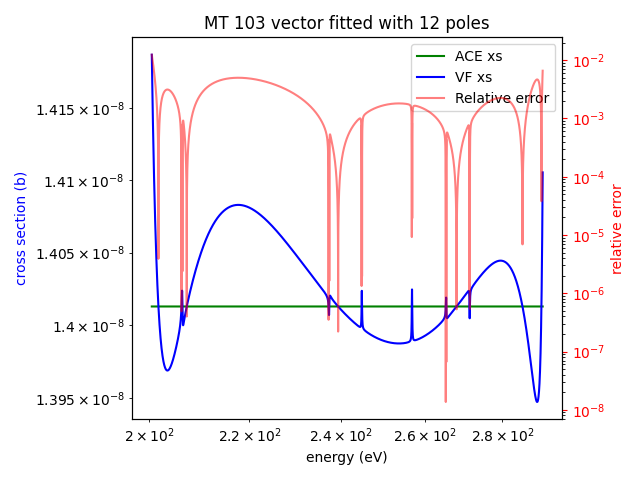 MT 103 vector fitted with 12 poles
ACE xs
VF xs
Relative error
cross section (b)
1.415 × 10⁻⁸
1.41 × 10⁻⁸
1.405 × 10⁻⁸
1.4 × 10⁻⁸
1.395 × 10⁻⁸
10⁻²
10⁻³
10⁻⁴
10⁻⁵
10⁻⁶
10⁻⁷
10⁻⁸
relative error
2 × 10² 2.2 × 10² 2.4 × 10² 2.6 × 10² 2.8 × 10²
energy (eV)